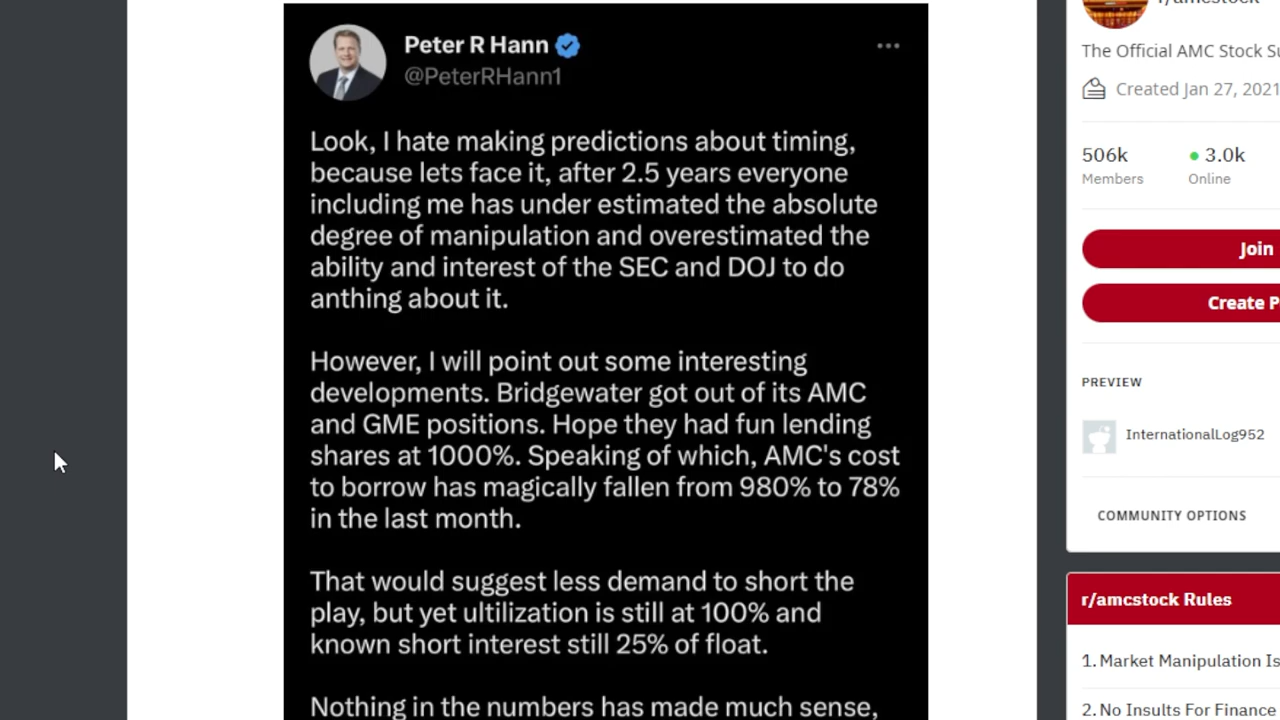 Peter R Hann
@PeterRHann1
Look, I hate making predictions about timing,
because lets face it, after 2.5 years everyone
including me has under estimated the absolute
degree of manipulation and overestimated the
ability and interest of the SEC and DOJ to do
anthing about it.
However, I will point out some interesting
developments. Bridgewater got out of its AMC
and GME positions. Hope they had fun lending
shares at 1000%. Speaking of which, AMC's cost
to borrow has magically fallen from 980% to 78%
in the last month.
That would suggest less demand to short the
play, but yet ultilization is still at 100% and
known short interest still 25% of float.
Nothing in the numbers has made much sense,
r/amcstock
The Official AMC Stock Su
Created Jan 27, 2021
506k
3.0k
Members
Online
Join
Create P
PREVIEW
InternationalLog952
COMMUNITY OPTIONS
r/amcstock Rules
1. Market Manipulation Is
2. No Insults For Finance